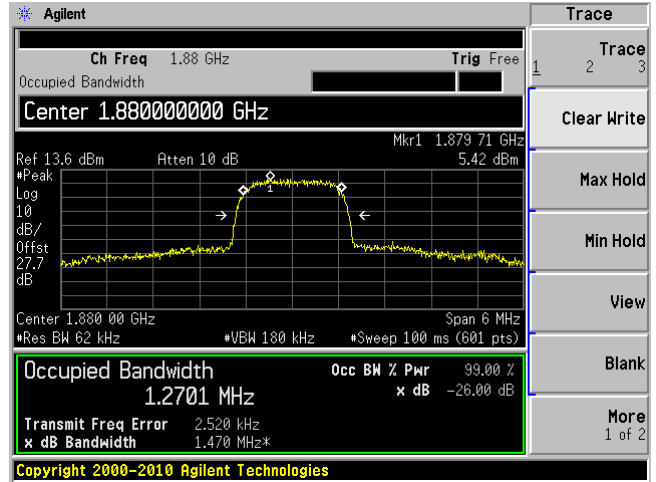 Agilent
Trace
Ch Freq 1.88 GHz Trig Free
Occupied Bandwidth
Trace
1 2 3
Center 1.880000000 GHz
Clear Write
Mkr1 1.879 71 GHz
Ref 13.6 dBm Atten 10 dB 5.42 dBm
#Peak
Log
10
dB/
Offst
27.7
dB
1
Max Hold
Min Hold
View
Center 1.880 00 GHz Span 6 MHz
#Res BW 62 kHz #VBW 180 kHz #Sweep 100 ms (601 pts)
Blank
Occupied Bandwidth Occ BW % Pwr 99.00 %
1.2701 MHz x dB -26.00 dB
Transmit Freq Error 2.520 kHz
x dB Bandwidth 1.470 MHz*
More
1 of 2
Copyright 2000-2010 Agilent Technologies